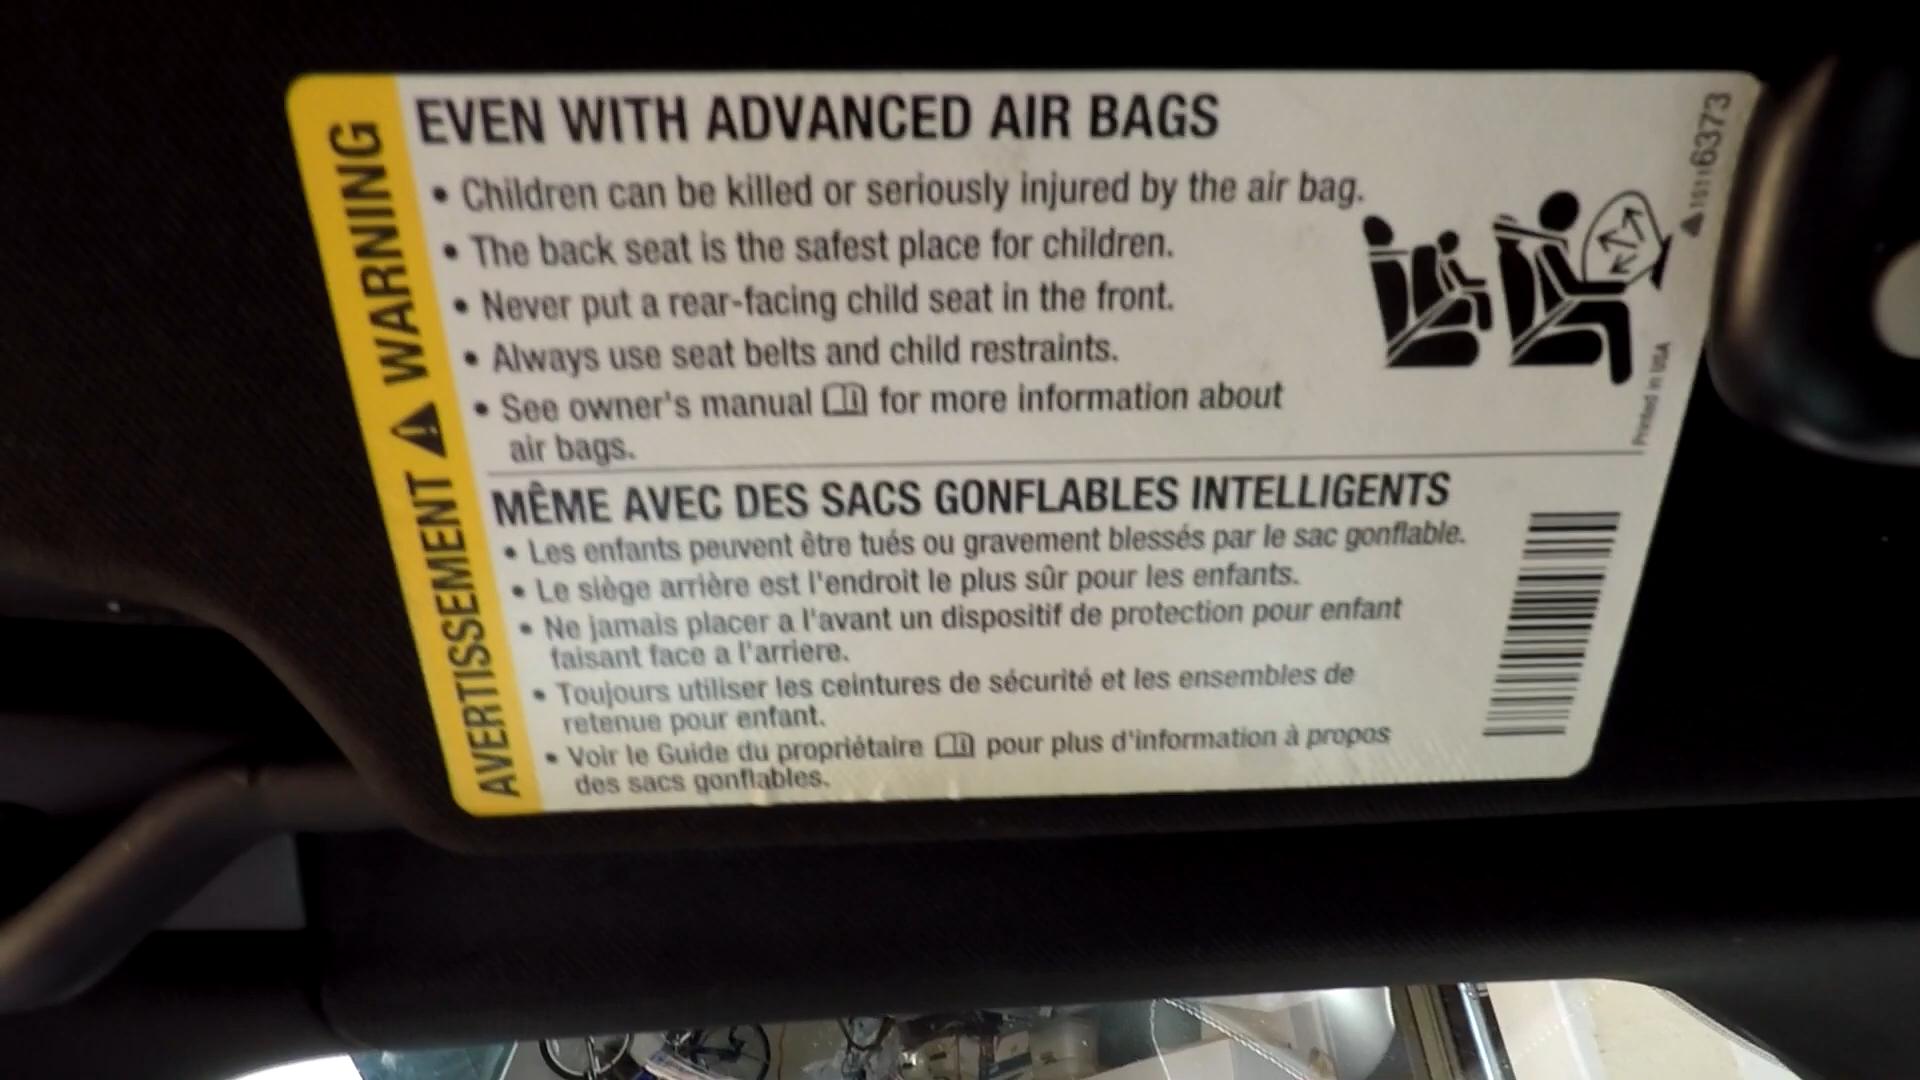 WARNING
AVERTISSEMENT
EVEN WITH ADVANCED AIR BAGS
• Children can be killed or seriously injured by the air bag.
• The back seat is the safest place for children.
• Never put a rear-facing child seat in the front.
• Always use seat belts and child restraints.
• See owner's manual for more information about
air bags.
MÊME AVEC DES SACS GONFLABLES INTELLIGENTS
• Les enfants peuvent être tués ou gravement blessés par le sac gonflable.
• Le siège arrière est l'endroit le plus sûr pour les enfants.
• Ne jamais placer a l'avant un dispositif de protection pour enfant
faisant face a l'arriere.
• Toujours utiliser les ceintures de sécurité et les ensembles de
retenue pour enfant.
• Voir le Guide du propriétaire pour plus d'information à propos
des sacs gonflables.
15116373
Printed in USA